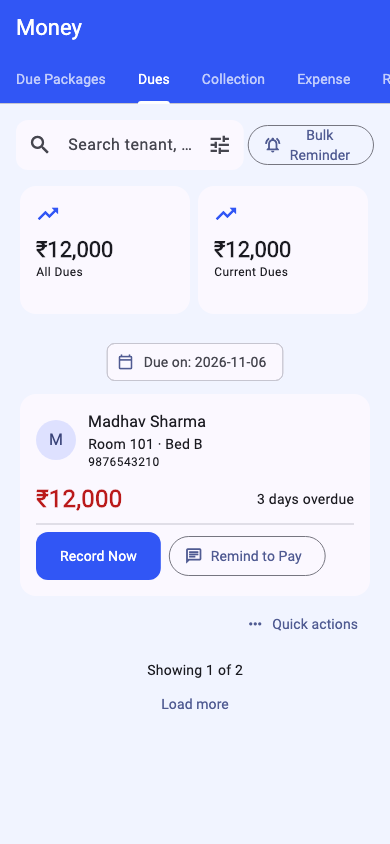 Money
Due Packages Dues Collection Expense R
Search tenant, ...
Bulk
Reminder
₹12,000
All Dues
₹12,000
Current Dues
Due on: 2026-11-06
M
Madhav Sharma
Room 101 · Bed B
9876543210
₹12,000 3 days overdue
Record Now Remind to Pay
Quick actions
Showing 1 of 2
Load more